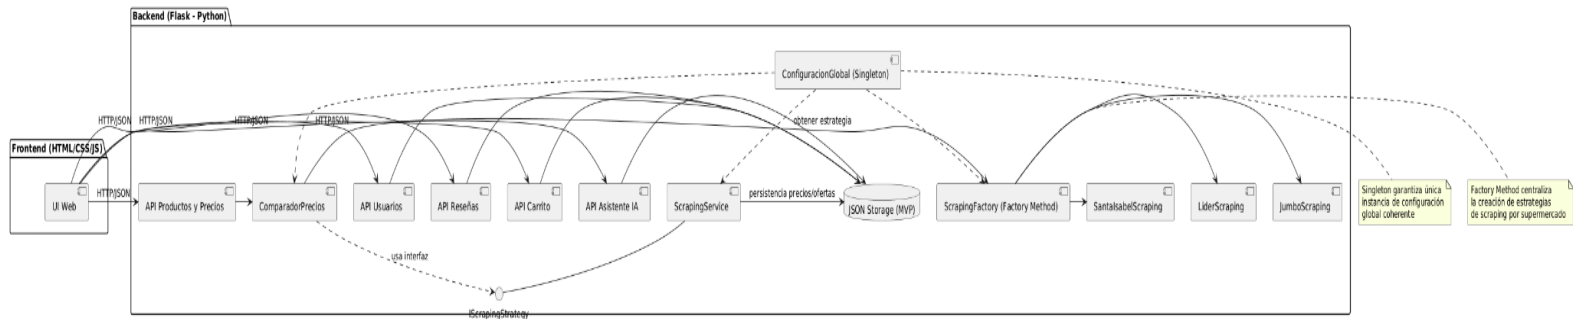 Backend (Flask - Python)
ConfiguracionGlobal (Singleton)
HTTP/JSON
HTTP/JSON
HTTP/JSON
HTTP/JSON
obtener estrategia
Frontend (HTML/CSS/JS)
UI Web
HTTP/JSON
API Productos y Precios
ComparadorPrecios
API Usuarios
API Reseñas
API Carrito
API Asistente IA
ScrapingService
persistencia precios/ofertas
JSON Storage (MVP)
ScrapingFactory (Factory Method)
SantaIsabelScraping
LiderScraping
JumboScraping
Singleton garantiza única
instancia de configuración
global coherente
Factory Method centraliza
la creación de estrategias
de scraping por supermercado
usa interfaz
IScrapingStrategy